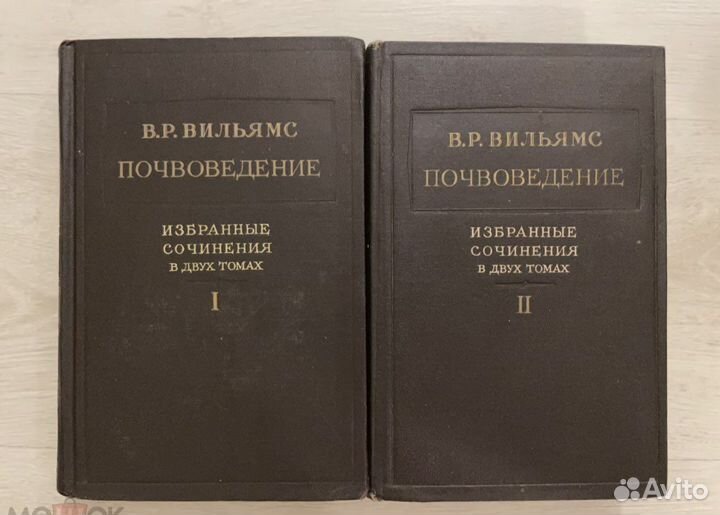 В.Р. ВИЛЬЯМС
ПОЧВОВЕДЕНИЕ
ИЗБРАННЫЕ
СОЧИНЕНИЯ
В ДВУХ ТОМАХ
I
В.Р. ВИЛЬЯМС
ПОЧВОВЕДЕНИЕ
ИЗБРАННЫЕ
СОЧИНЕНИЯ
В ДВУХ ТОМАХ
II
Avito